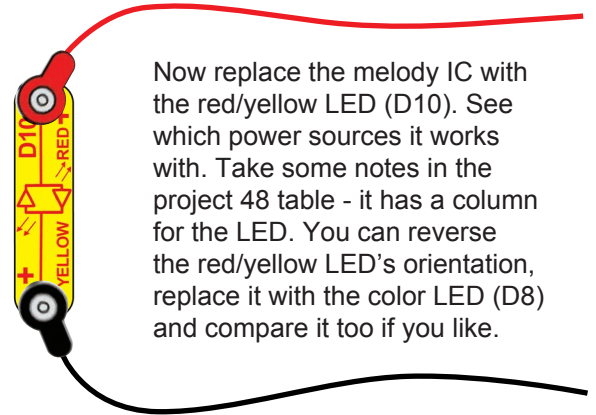 D10
RED+
+
YELLOW
Now replace the melody IC with
the red/yellow LED (D10). See
which power sources it works
with. Take some notes in the
project 48 table - it has a column
for the LED. You can reverse
the red/yellow LED’s orientation,
replace it with the color LED (D8)
and compare it too if you like.